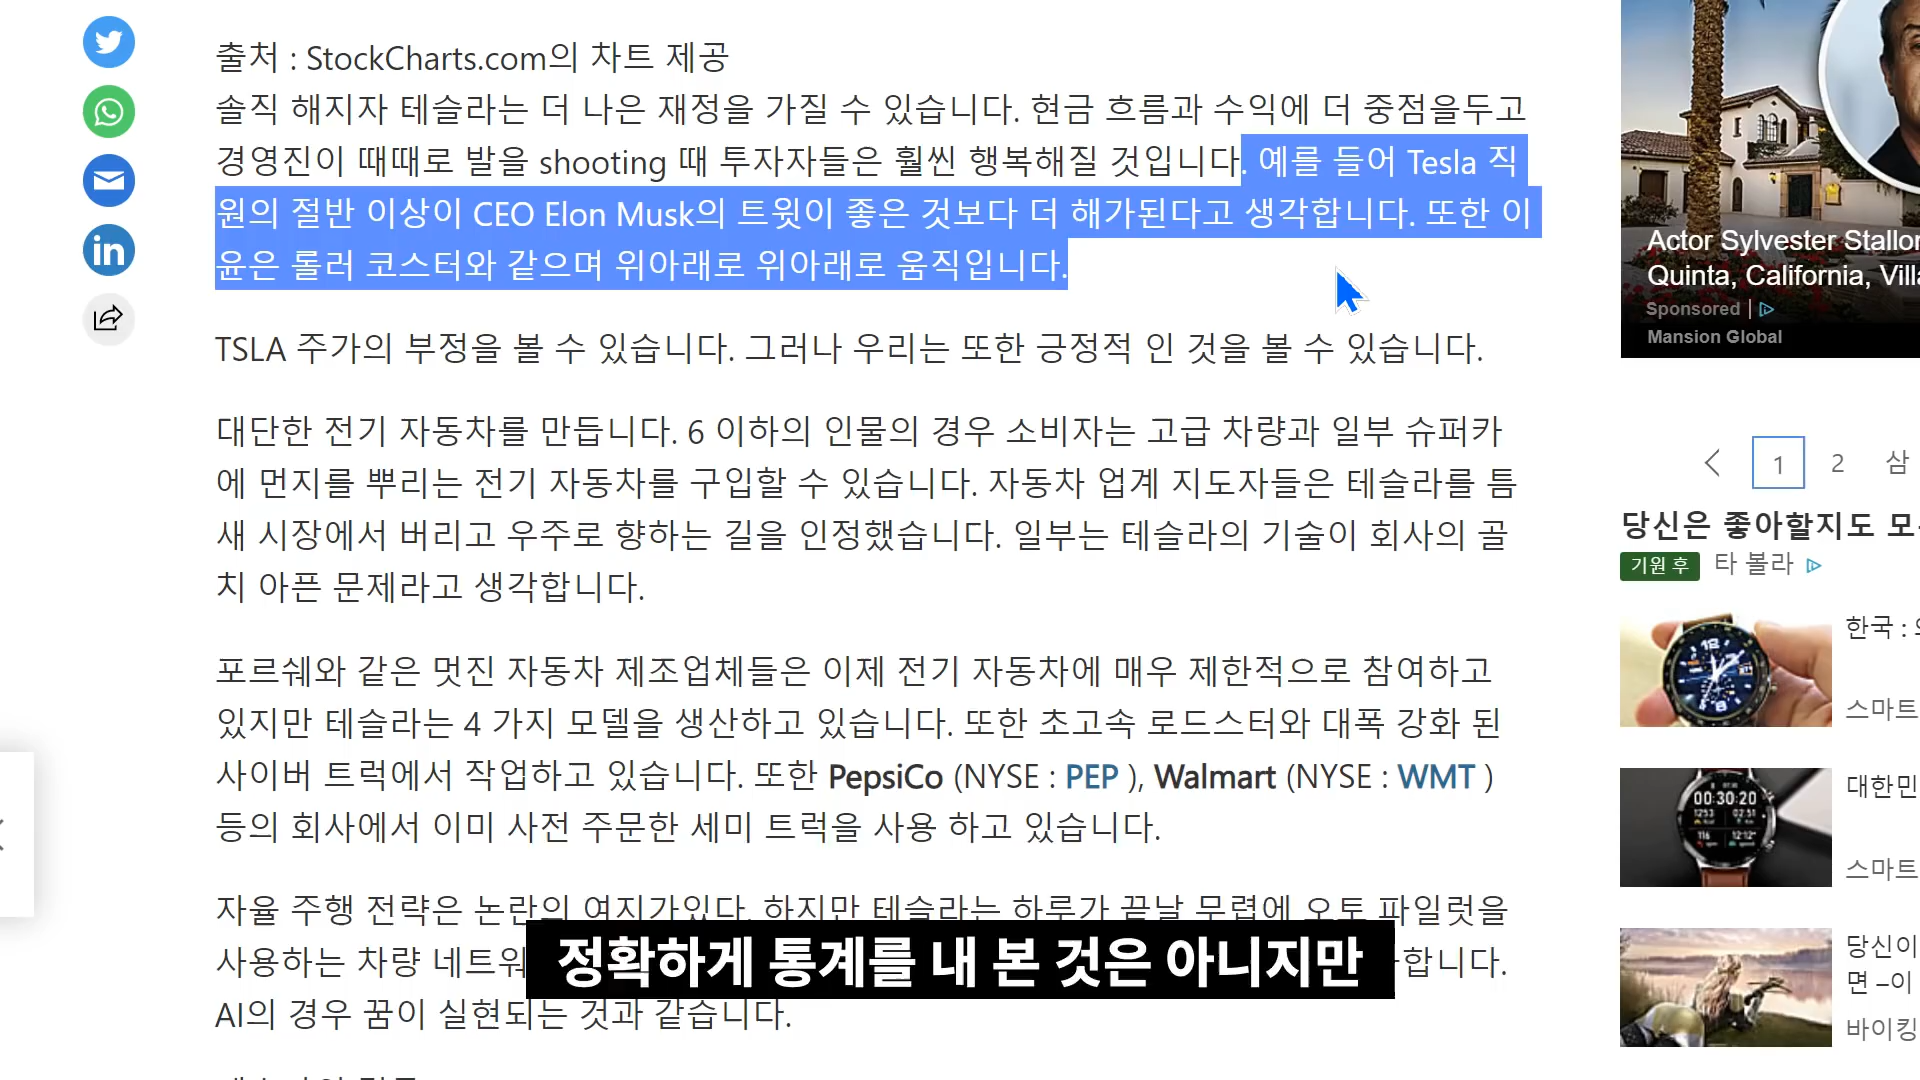 출처 : StockCharts.com의 차트 제공
솔직 해지자 테슬라는 더 나은 재정을 가질 수 있습니다. 현금 흐름과 수익에 더 중점을두고
경영진이 때때로 발을 shooting 때 투자자들은 훨씬 행복해질 것입니다. 예를 들어 Tesla 직
원의 절반 이상이 CEO Elon Musk의 트윗이 좋은 것보다 더 해가된다고 생각합니다. 또한 이
윤은 롤러 코스터와 같으며 위아래로 위아래로 움직입니다.
TSLA 주가의 부정을 볼 수 있습니다. 그러나 우리는 또한 긍정적 인 것을 볼 수 있습니다.
대단한 전기 자동차를 만듭니다. 6 이하의 인물의 경우 소비자는 고급 차량과 일부 슈퍼카
에 먼지를 뿌리는 전기 자동차를 구입할 수 있습니다. 자동차 업계 지도자들은 테슬라를 틈
새 시장에서 버리고 우주로 향하는 길을 인정했습니다. 일부는 테슬라의 기술이 회사의 골
치 아픈 문제라고 생각합니다.
포르쉐와 같은 멋진 자동차 제조업체들은 이제 전기 자동차에 매우 제한적으로 참여하고
있지만 테슬라는 4 가지 모델을 생산하고 있습니다. 또한 초고속 로드스터와 대폭 강화 된
사이버 트럭에서 작업하고 있습니다. 또한 PepsiCo (NYSE : PEP ), Walmart (NYSE : WMT )
등의 회사에서 이미 사전 주문한 세미 트럭을 사용 하고 있습니다.
자율 주행 전략은 논란의 여지가있다. 하지만 테슬라는 하루가 끝날 무렵에 오토 파일럿을
사용하는 차량 네트워 합니다.
AI의 경우 꿈이 실현되는 것과 같습니다.
정확하게 통계를 내 본 것은 아니지만
Actor Sylvester Stallon
Quinta, California, Villa
Sponsored
Mansion Global
1 2 삼
당신은 좋아할지도 모
기원 후 타 볼라
한국 :
스마트
00:30:20
대한민
스마트
당신이
면 –이
바이킹